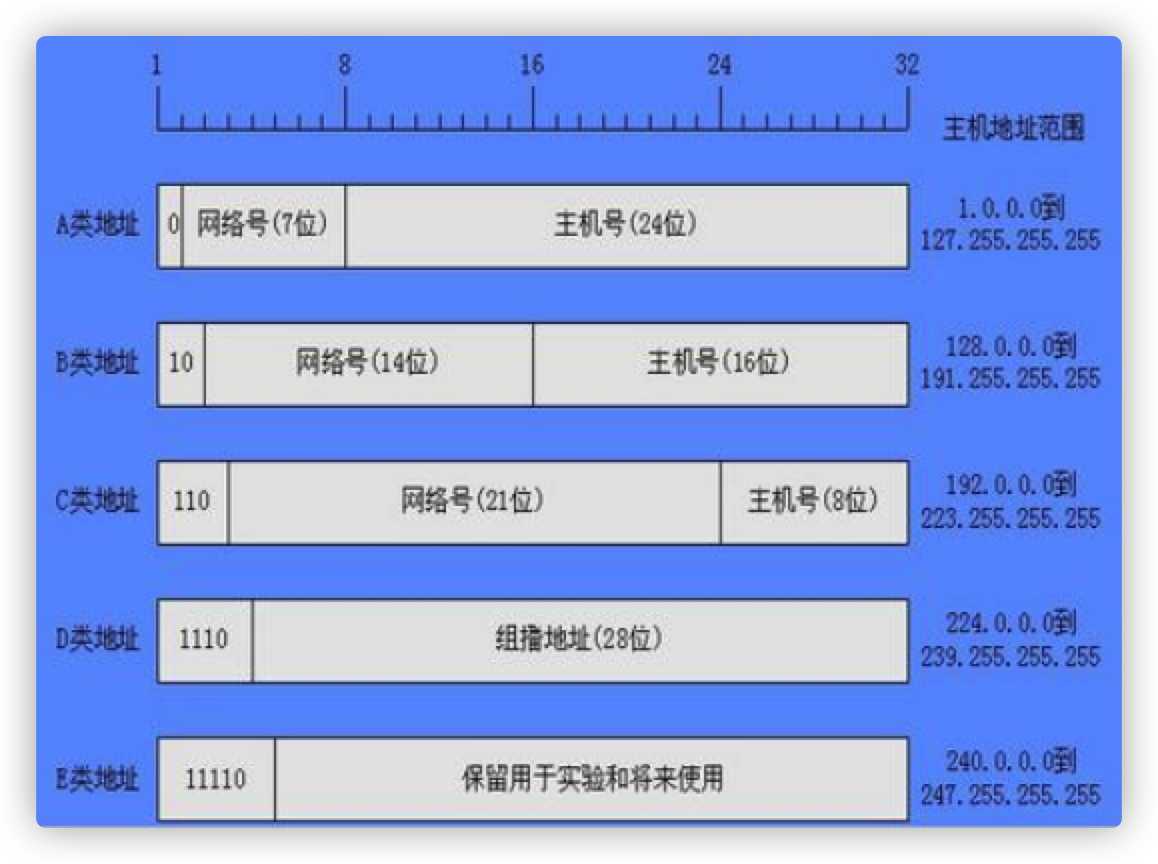 1 8 16 24 32
主机地址范围
A类地址 0 网络号(7位) 主机号(24位) 1.0.0.0到
127.255.255.255
B类地址 10 网络号(14位) 主机号(16位) 128.0.0.0到
191.255.255.255
C类地址 110 网络号(21位) 主机号(8位) 192.0.0.0到
223.255.255.255
D类地址 1110 组播地址(28位) 224.0.0.0到
239.255.255.255
E类地址 11110 保留用于实验和将来使用 240.0.0.0到
247.255.255.255